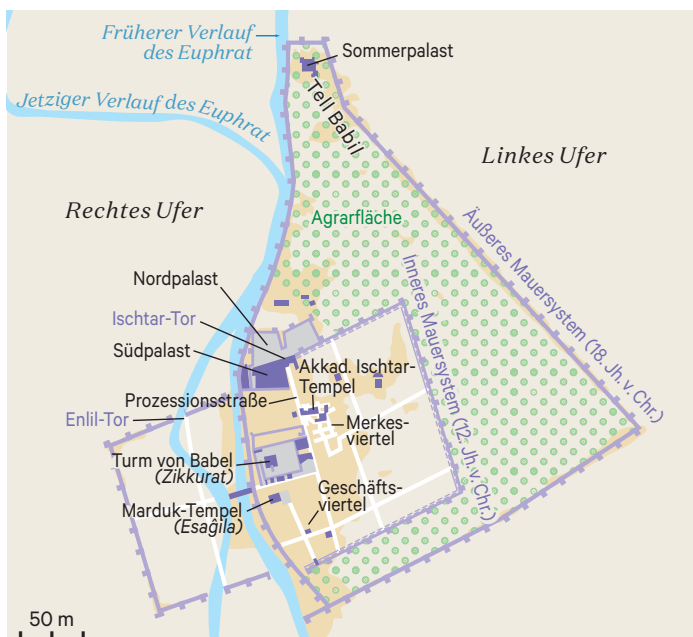 Früherer Verlauf
des Euphrat
Sommerpalast
Tell Babil
Jetziger Verlauf des Euphrat
Linkes Ufer
Rechtes Ufer
Agrarfläche
Äußeres Mauersystem (18. Jh. v. Chr.)
Inneres Mauersystem (12. Jh. v. Chr.)
Nordpalast
Ischtar-Tor
Südpalast
Akkad. Ischtar-
Tempel
Prozessionsstraße
Enlil-Tor
Merkes-
viertel
Turm von Babel
(Zikkurat)
Geschäfts-
viertel
Marduk-Tempel
(Esaǧila)
50 m